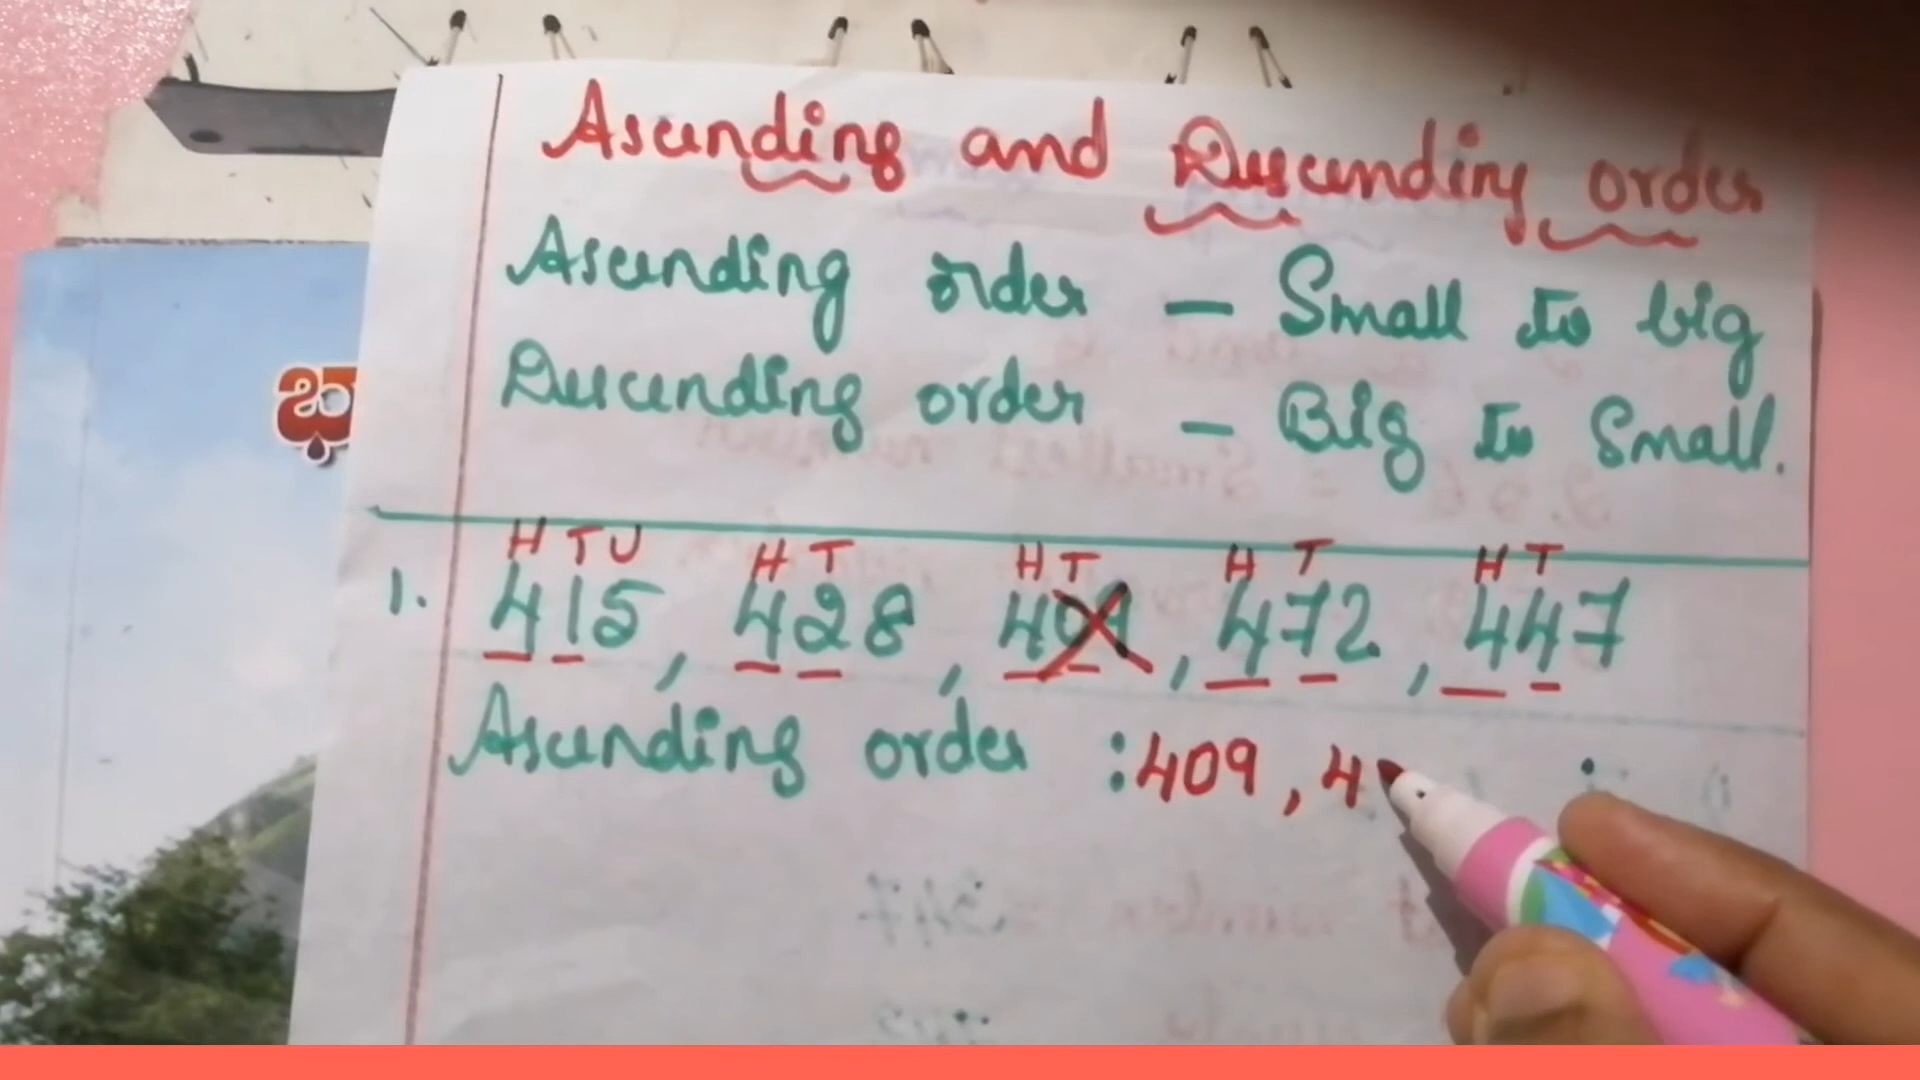 Ascending and Descending order
Ascending order - Small to big
Descending order - Big to Small.
H T U H T H T H T H T
1. 415, 428, 409, 472, 447
Ascending order : 409, 4